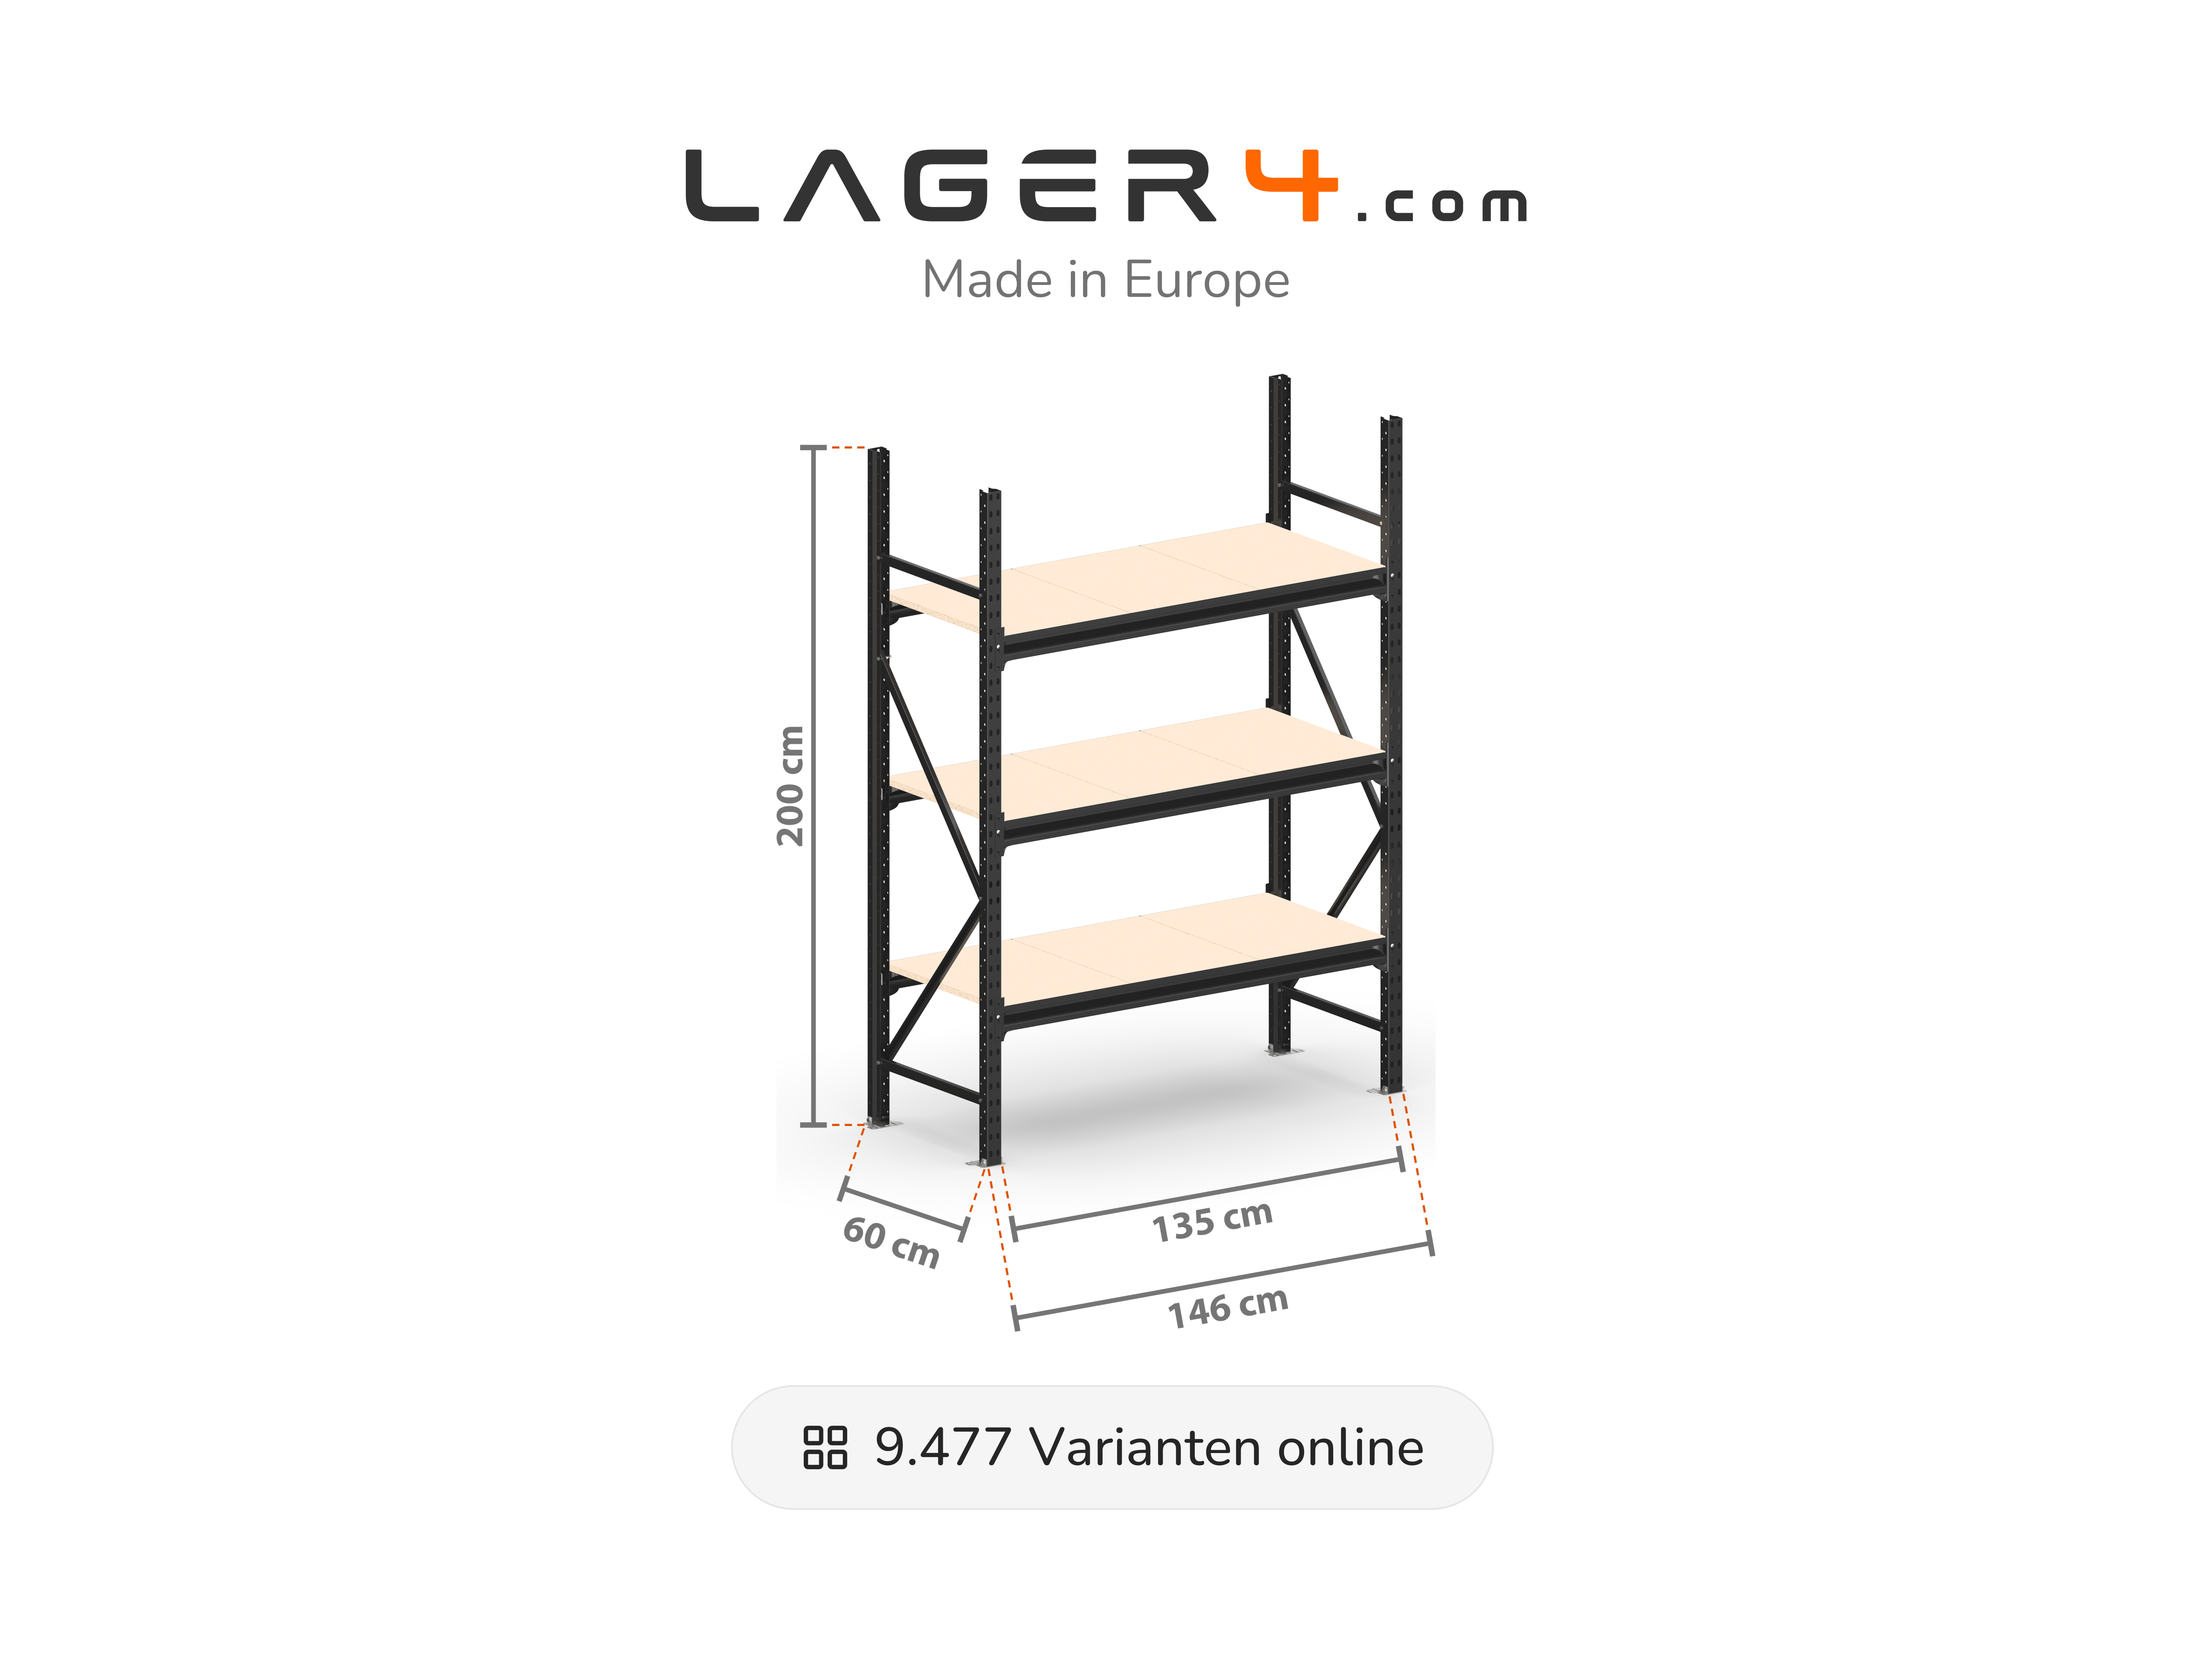 LAGER4.com
Made in Europe
200 cm
60 cm
135 cm
146 cm
9.477 Varianten online